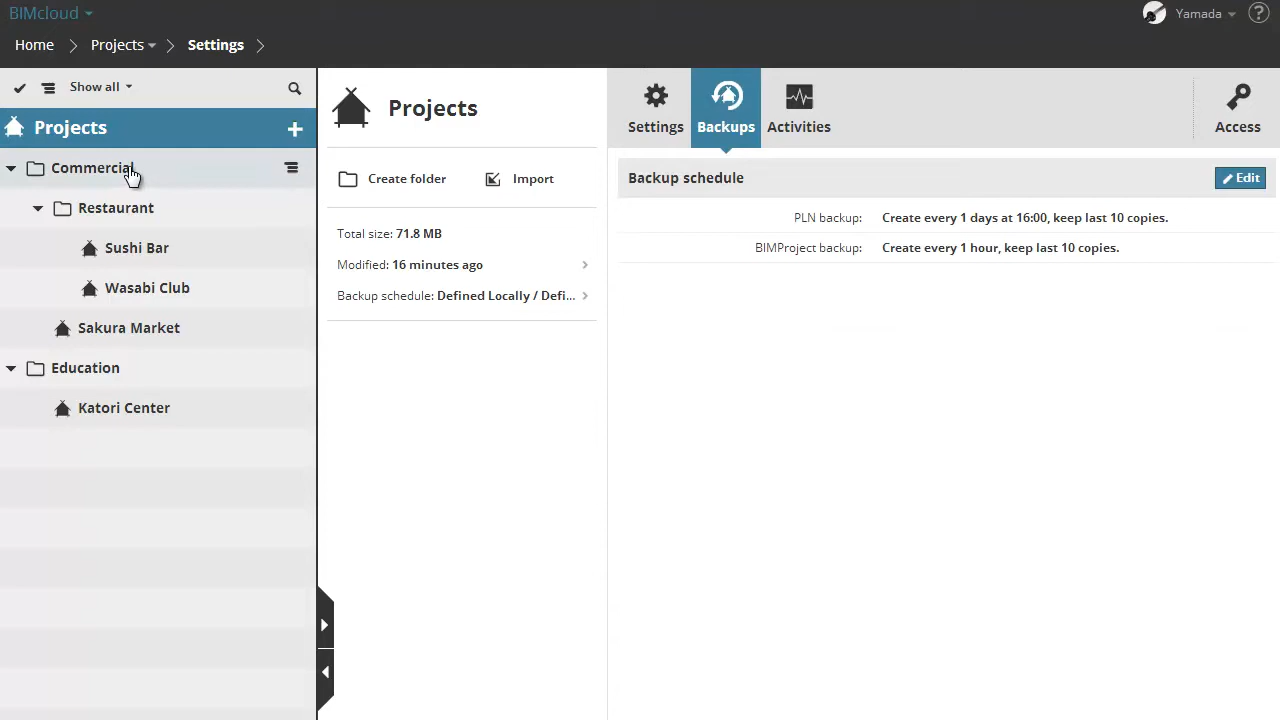 BIMcloud
Yamada
?
Home Projects Settings
Show all
Projects
Commercial
Restaurant
Sushi Bar
Wasabi Club
Sakura Market
Education
Katori Center
Projects
Create folder Import
Total size: 71.8 MB
Modified: 16 minutes ago
Backup schedule: Defined Locally / Defi...
Settings Backups Activities Access
Backup schedule Edit
PLN backup: Create every 1 days at 16:00, keep last 10 copies.
BIMProject backup: Create every 1 hour, keep last 10 copies.